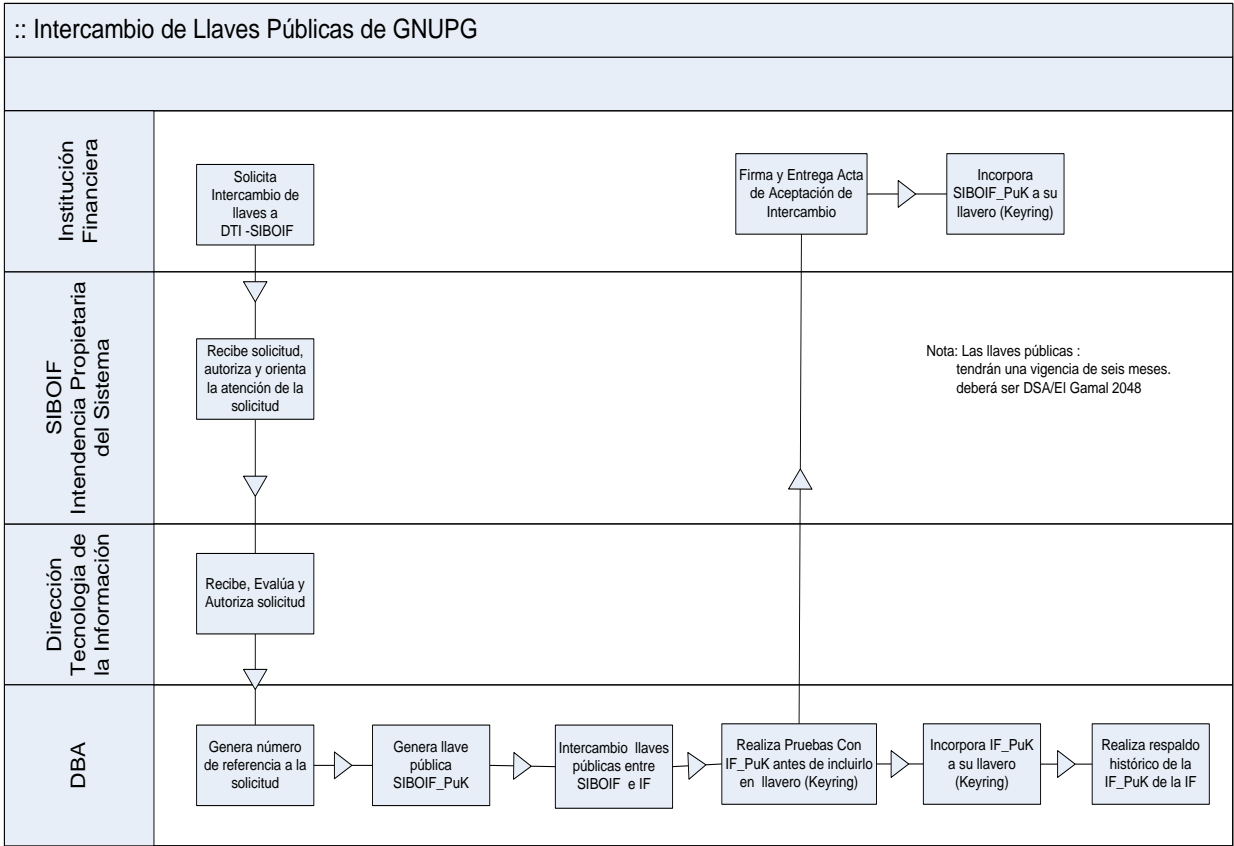 :: Intercambio de Llaves Públicas de GNUPG
Institución
Financiera
Solicita
Intercambio de
llaves a
DTI -SIBOIF
Firma y Entrega Acta
de Aceptación de
Intercambio
Incorpora
SIBOIF_PuK a su
llavero (Keyring)
SIBOIF
Intendencia Propietaria
del Sistema
Recibe solicitud,
autoriza y orienta
la atención de la
solicitud
Nota: Las llaves públicas :
tendrán una vigencia de seis meses.
deberá ser DSA/El Gamal 2048
Dirección
Tecnologia de
la Información
Recibe, Evalúa y
Autoriza solicitud
DBA
Genera número
de referencia a la
solicitud
Genera llave
pública
SIBOIF_PuK
Intercambio llaves
públicas entre
SIBOIF e IF
Realiza Pruebas Con
IF_PuK antes de incluirlo
en llavero (Keyring)
Incorpora IF_PuK
a su llavero
(Keyring)
Realiza respaldo
histórico de la
IF_PuK de la IF